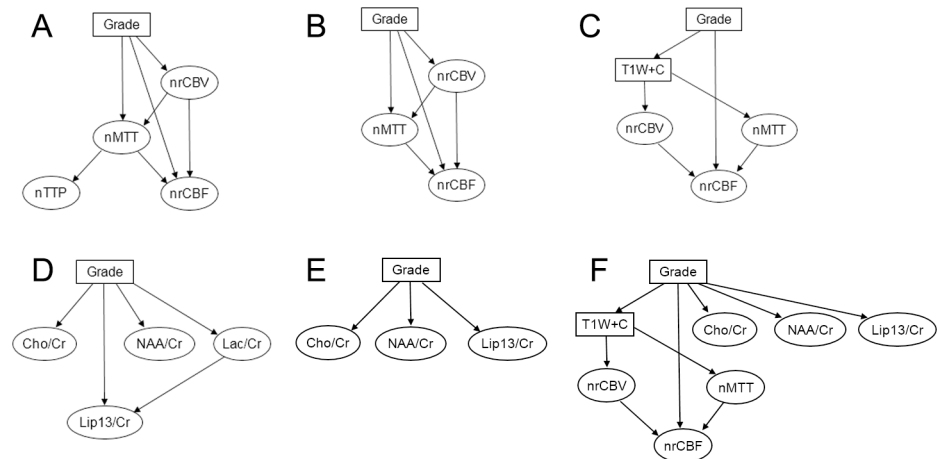 A
Grade
nrCBV
nMTT
nTTP
nrCBF
B
Grade
nrCBV
nMTT
nrCBF
C
Grade
T1W+C
nrCBV
nMTT
nrCBF
D
Grade
Cho/Cr
NAA/Cr
Lac/Cr
Lip13/Cr
E
Grade
Cho/Cr
NAA/Cr
Lip13/Cr
F
Grade
T1W+C
Cho/Cr
NAA/Cr
Lip13/Cr
nrCBV
nMTT
nrCBF